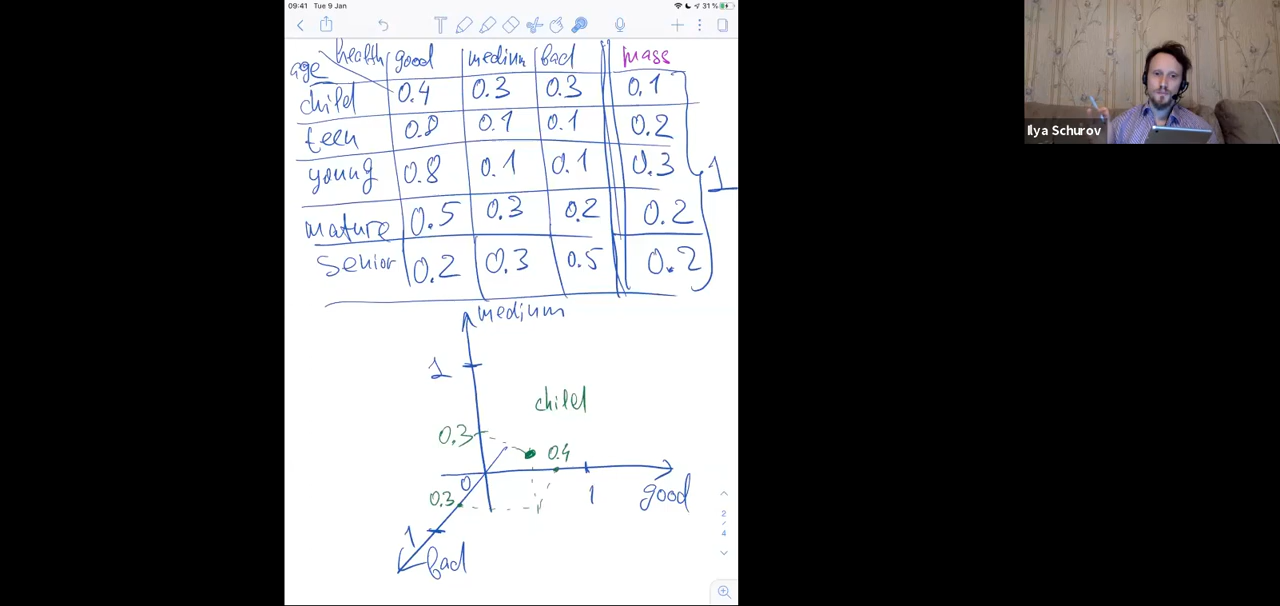 09:41 Tue 9 Jan 31%
T
health good medium bad mass
age
child 0.4 0.3 0.3 0.1
teen 0.8 0.1 0.1 0.2
young 0.8 0.1 0.1 0.3 1
mature 0.5 0.3 0.2 0.2
senior 0.2 0.3 0.5 0.2
medium
1
child
0.3
0.4
0
1
good
0.3
1
bad
2
/
4
Ilya Schurov